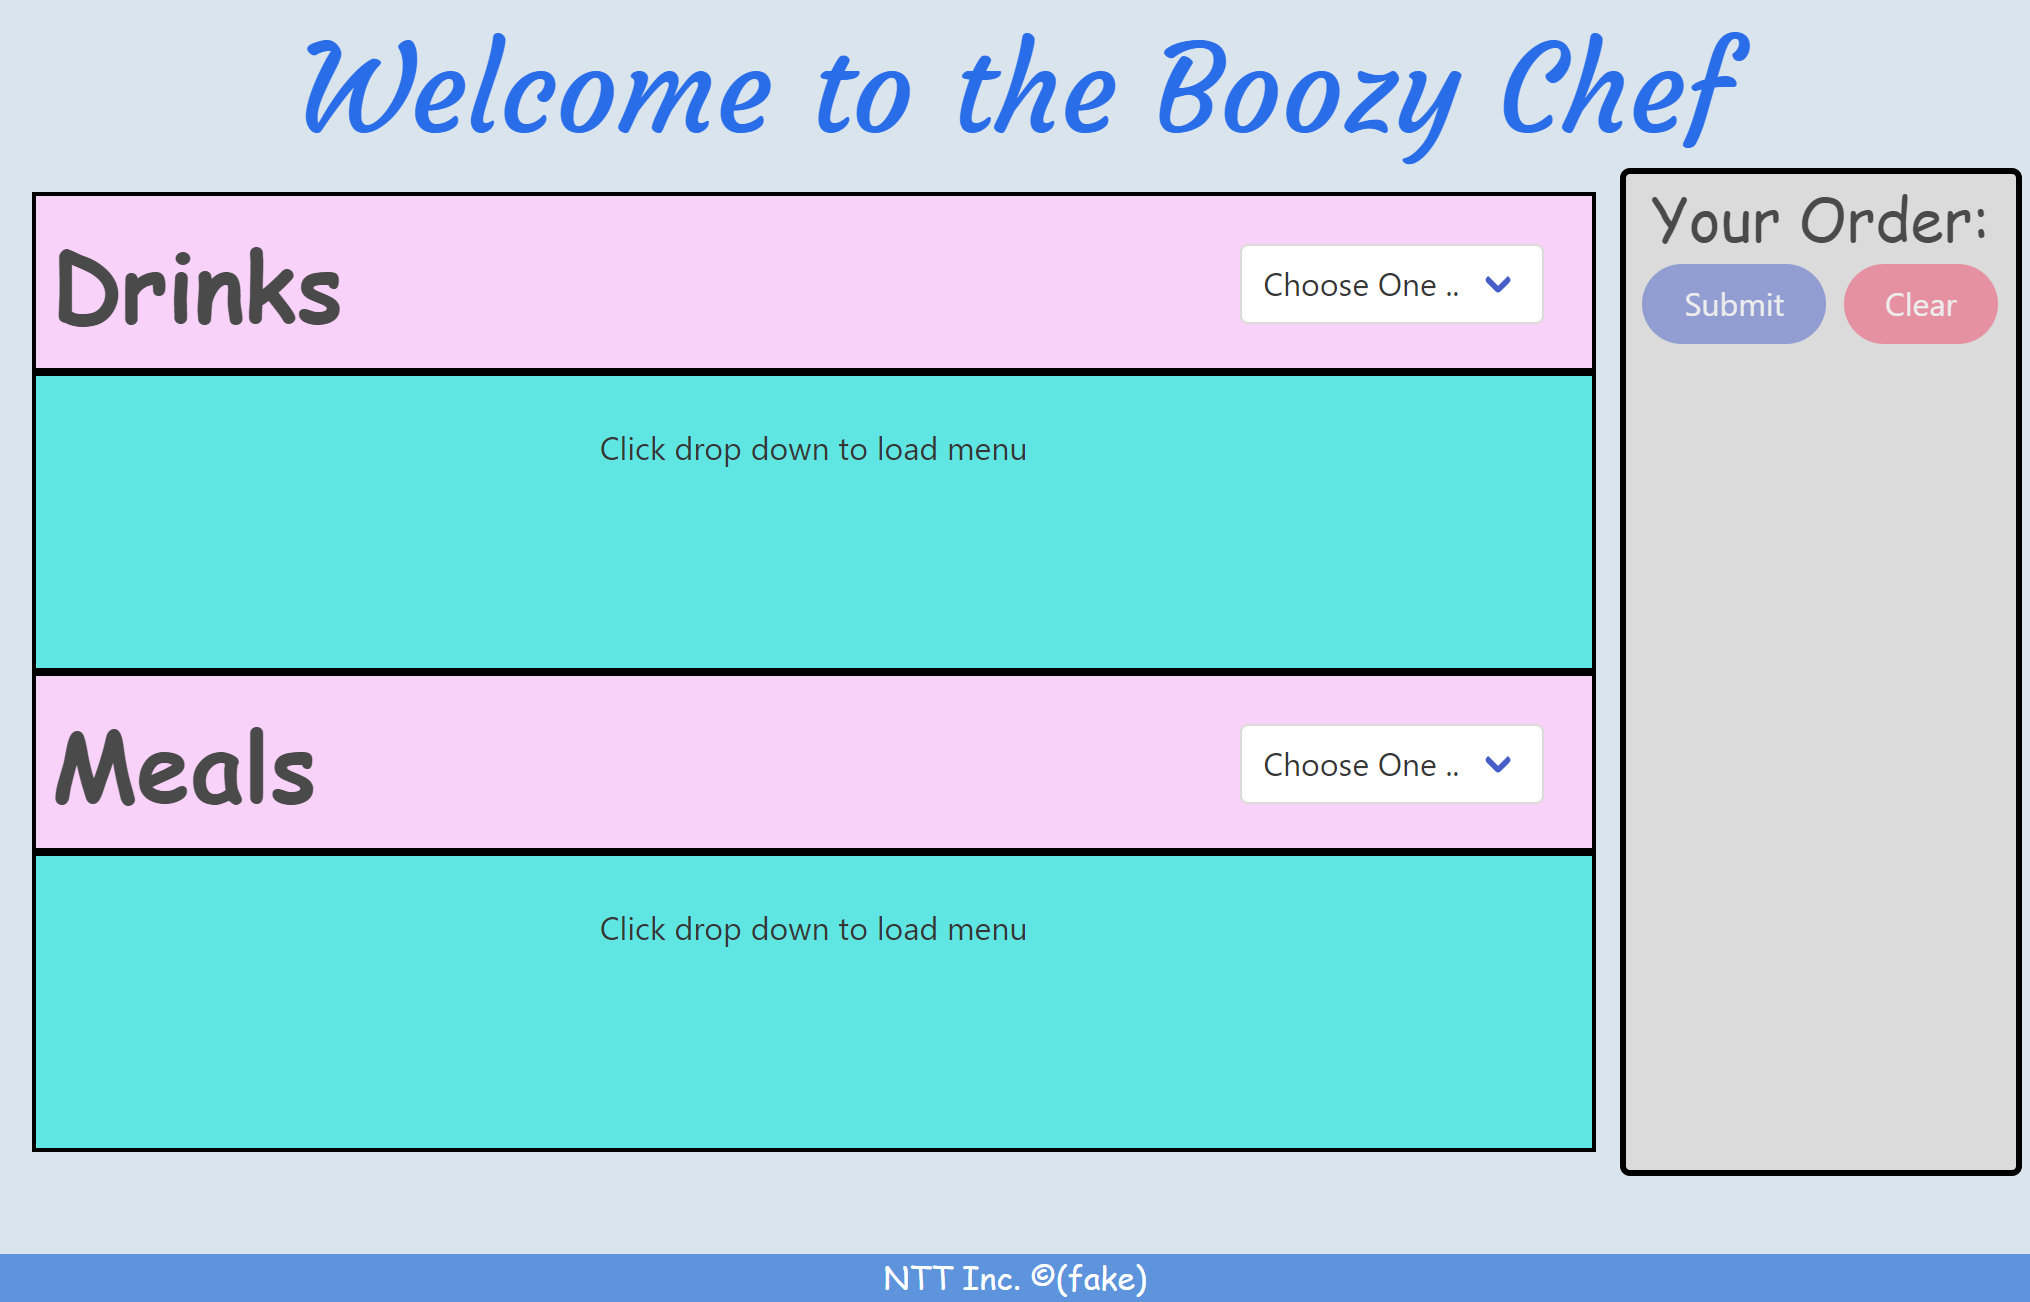 Welcome to the Boozy Chef
Drinks
Choose One ..
Click drop down to load menu
Meals
Choose One ..
Click drop down to load menu
Your Order:
Submit
Clear
NTT Inc. ©(fake)